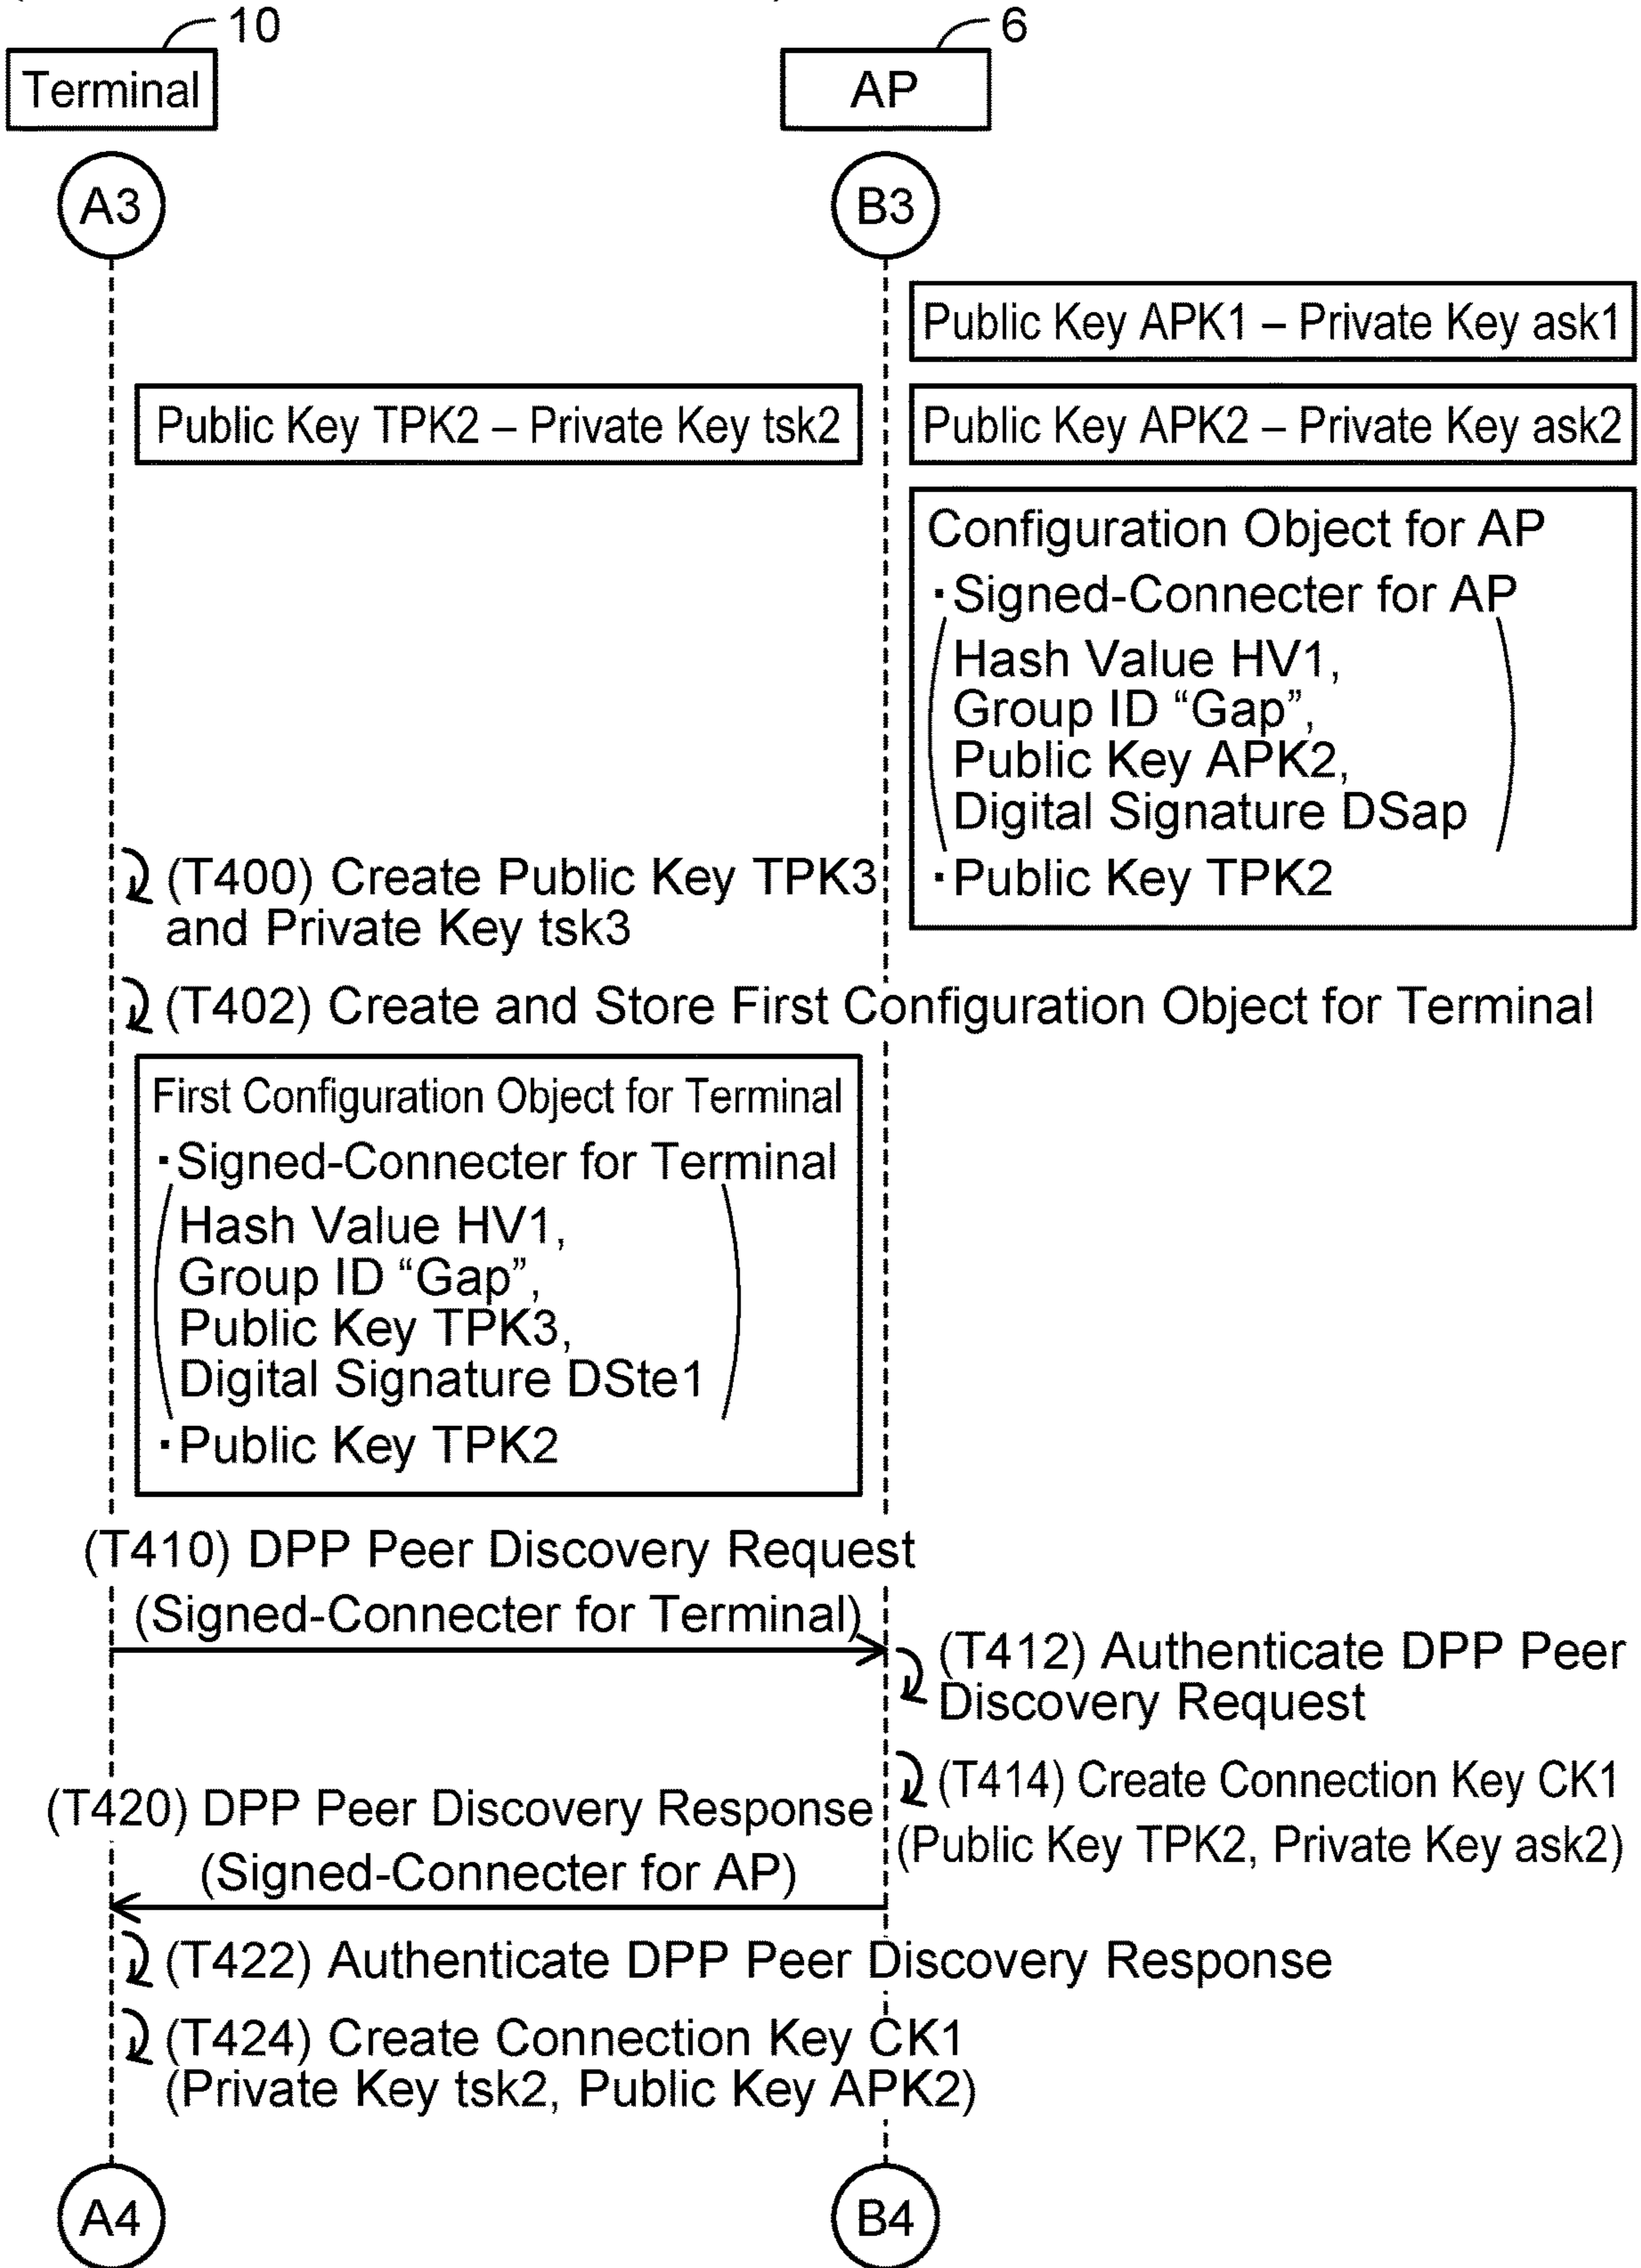 10
6
Terminal
AP
A3
B3
Public Key APK1 – Private Key ask1
Public Key TPK2 – Private Key tsk2
Public Key APK2 – Private Key ask2
Configuration Object for AP
・Signed-Connecter for AP
Hash Value HV1,
Group ID “Gap”,
Public Key APK2,
Digital Signature DSap
・Public Key TPK2
(T400) Create Public Key TPK3
and Private Key tsk3
(T402) Create and Store First Configuration Object for Terminal
First Configuration Object for Terminal
・Signed-Connecter for Terminal
Hash Value HV1,
Group ID “Gap”,
Public Key TPK3,
Digital Signature DSte1
・Public Key TPK2
(T410) DPP Peer Discovery Request
(Signed-Connecter for Terminal)
(T412) Authenticate DPP Peer
Discovery Request
(T414) Create Connection Key CK1
(Public Key TPK2, Private Key ask2)
(T420) DPP Peer Discovery Response
(Signed-Connecter for AP)
(T422) Authenticate DPP Peer Discovery Response
(T424) Create Connection Key CK1
(Private Key tsk2, Public Key APK2)
A4
B4